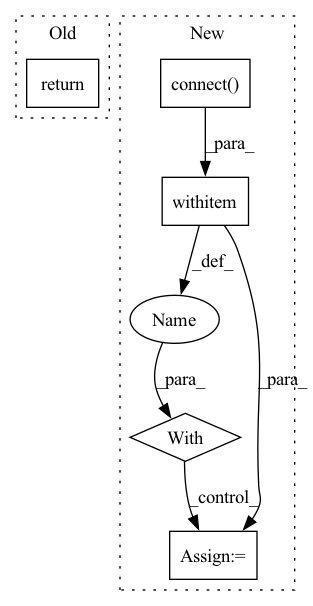 Old
New
return
connect()
_para_
withitem
_def_
Name
_para_
_para_
With
_control_
Assign:=